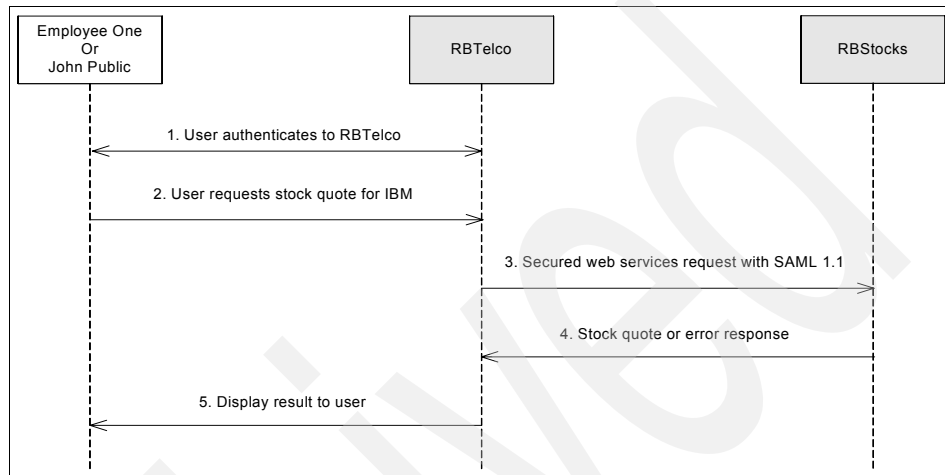 Employee One
Or
John Public
RBTelco
RBStocks
1. User authenticates to RBTelco
2. User requests stock quote for IBM
3. Secured web services request with SAML 1.1
4. Stock quote or error response
5. Display result to user
ived